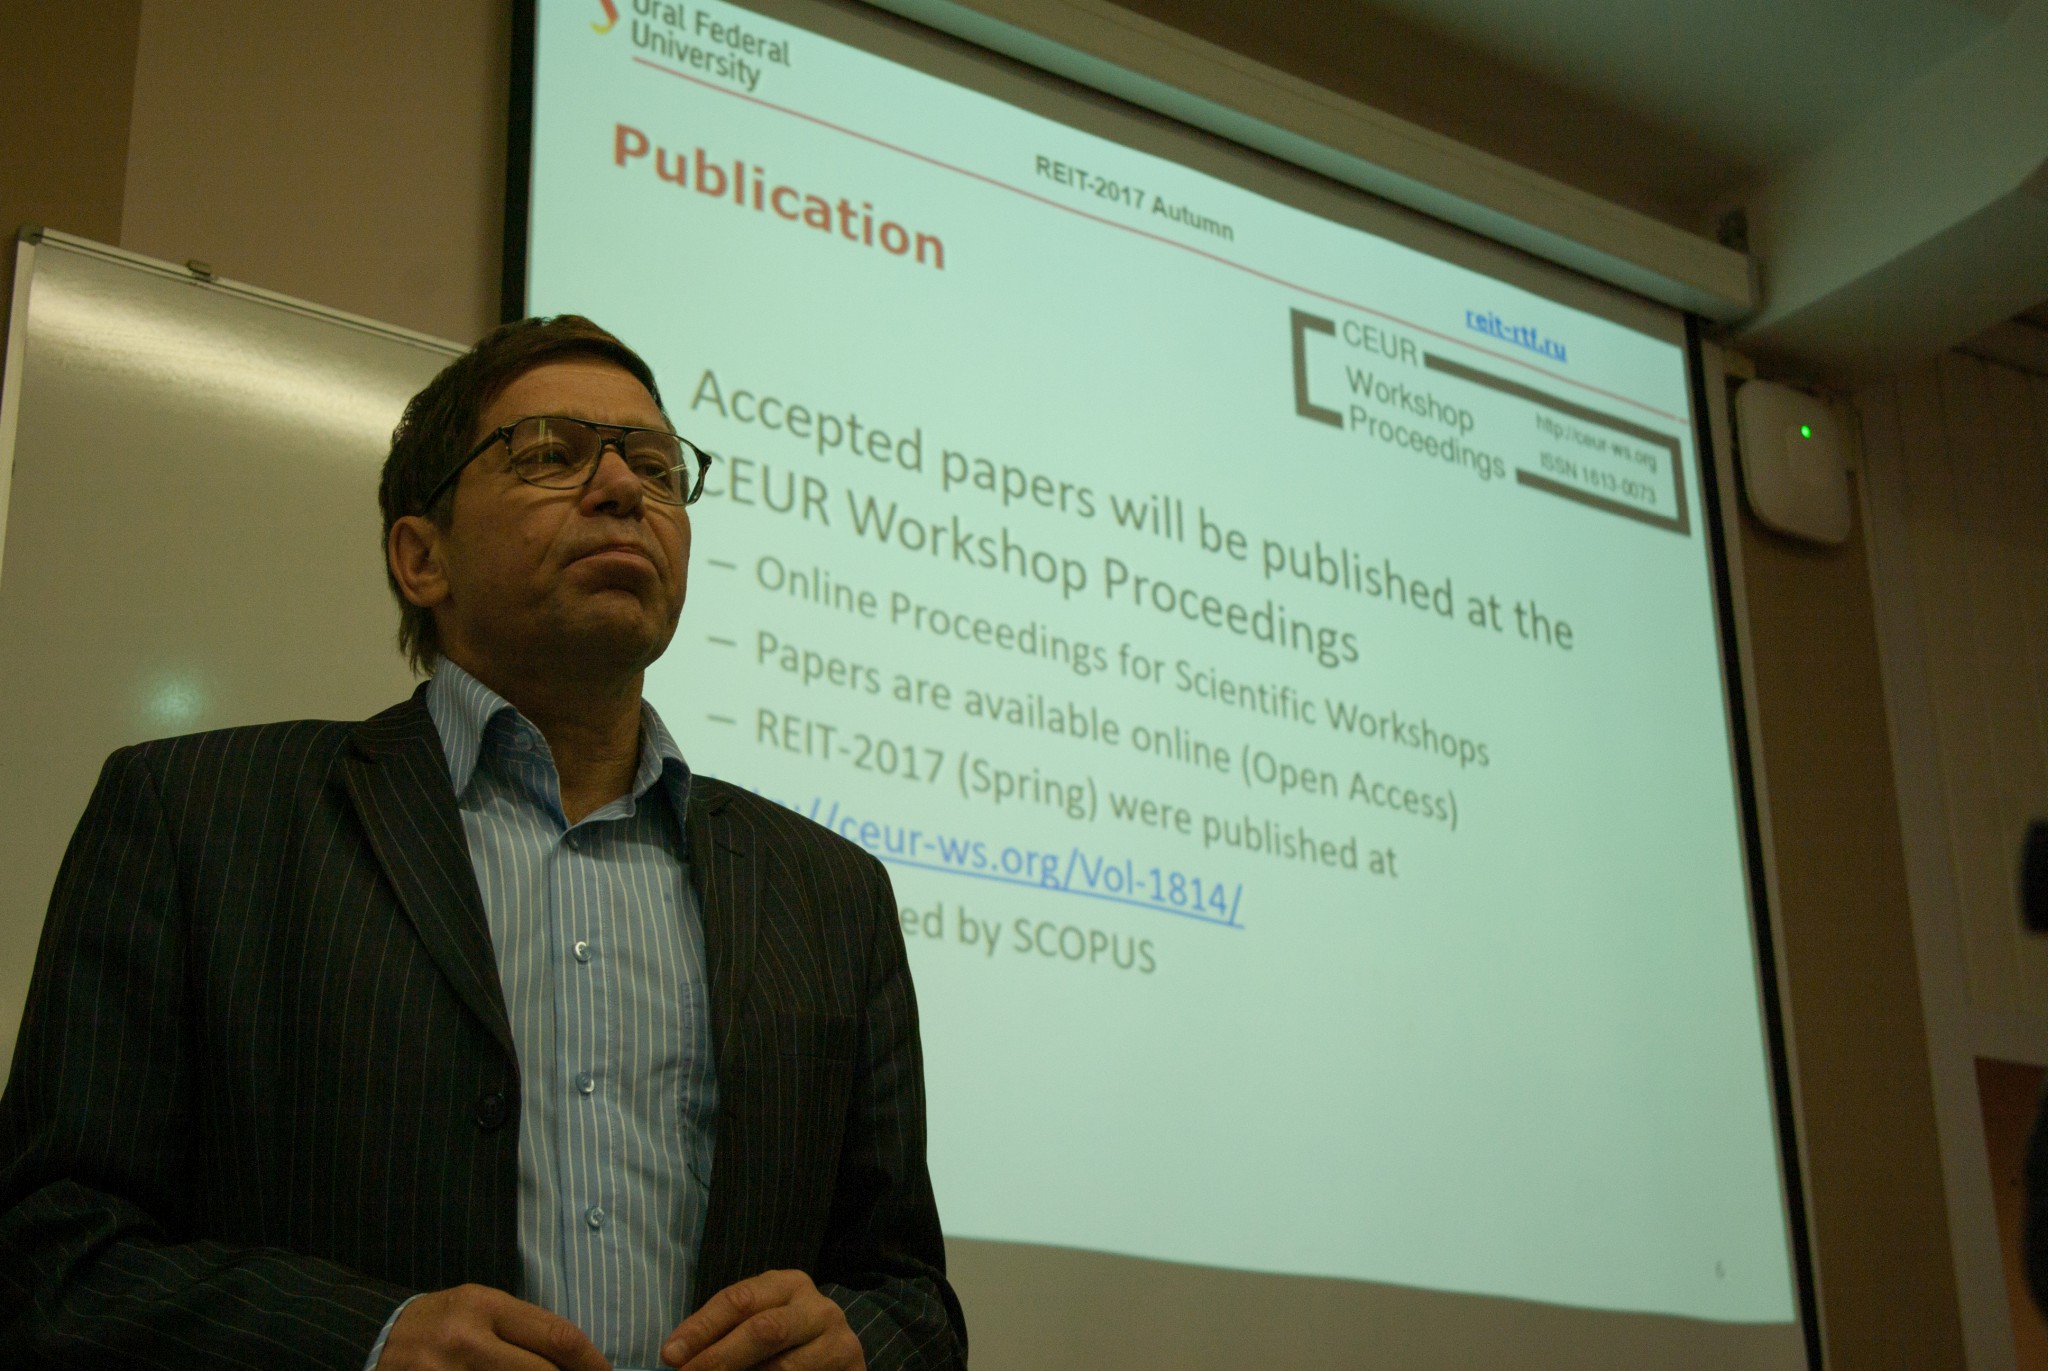 Ural Federal
University
REIT-2017 Autumn
Publication
reit-rtf.ru
CEUR
Workshop
Proceedings
http://ceur-ws.org
ISSN 1613-0073
Accepted papers will be published at the
CEUR Workshop Proceedings
– Online Proceedings for Scientific Workshops
– Papers are available online (Open Access)
– REIT-2017 (Spring) were published at
://ceur-ws.org/Vol-1814/
ed by SCOPUS
6